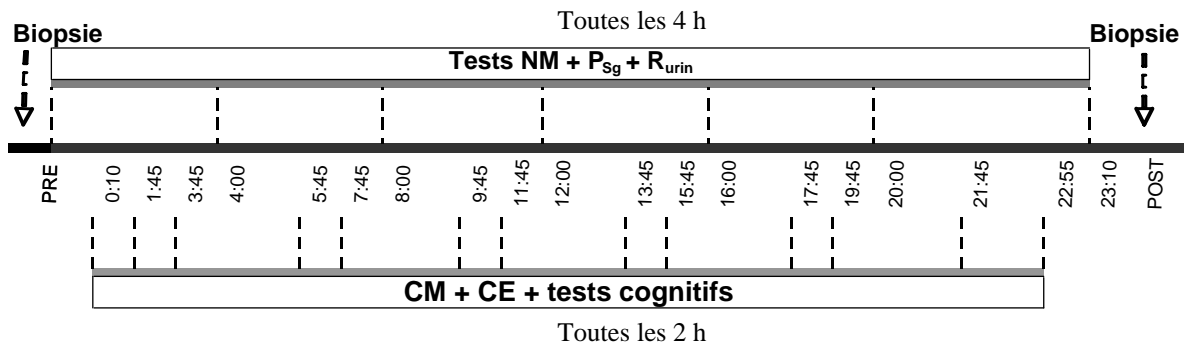 Toutes les 4 h
Biopsie Biopsie
Tests NM + PSg + Rurin
PRE 0:10 1:45 3:45 4:00 5:45 7:45 8:00 9:45 11:45 12:00 13:45 15:45 16:00 17:45 19:45 20:00 21:45 22:55 23:10 POST
CM + CE + tests cognitifs
Toutes les 2 h